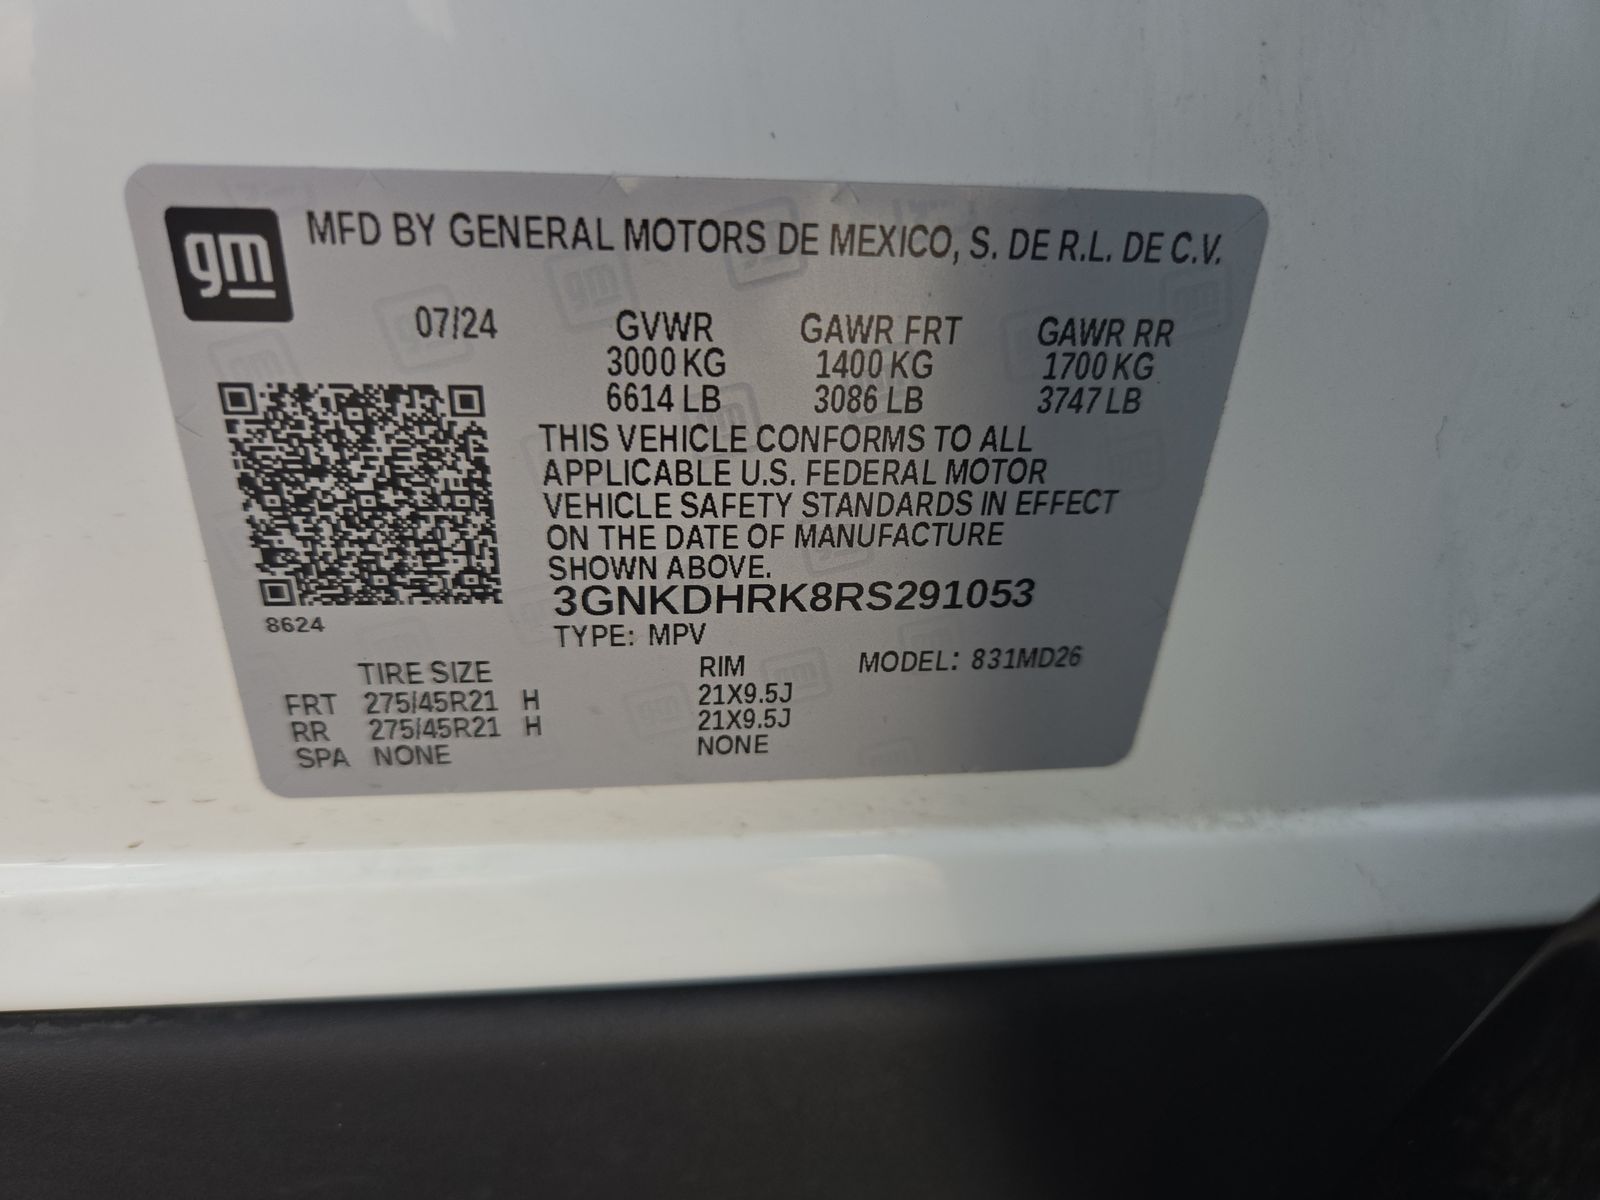 gm
MFD BY GENERAL MOTORS DE MEXICO, S. DE R.L. DE C.V.
07/24 GVWR GAWR FRT GAWR RR
3000 KG 1400 KG 1700 KG
6614 LB 3086 LB 3747 LB
THIS VEHICLE CONFORMS TO ALL
APPLICABLE U.S. FEDERAL MOTOR
VEHICLE SAFETY STANDARDS IN EFFECT
ON THE DATE OF MANUFACTURE
SHOWN ABOVE.
3GNKDHRK8RS291053
8624
TYPE: MPV
TIRE SIZE RIM MODEL: 831MD26
FRT 275/45R21 H 21X9.5J
RR 275/45R21 H 21X9.5J
SPA NONE NONE